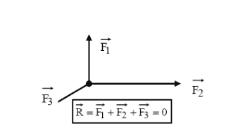 F₁
F₂
F₃
R = F₁ + F₂ + F₃ = 0